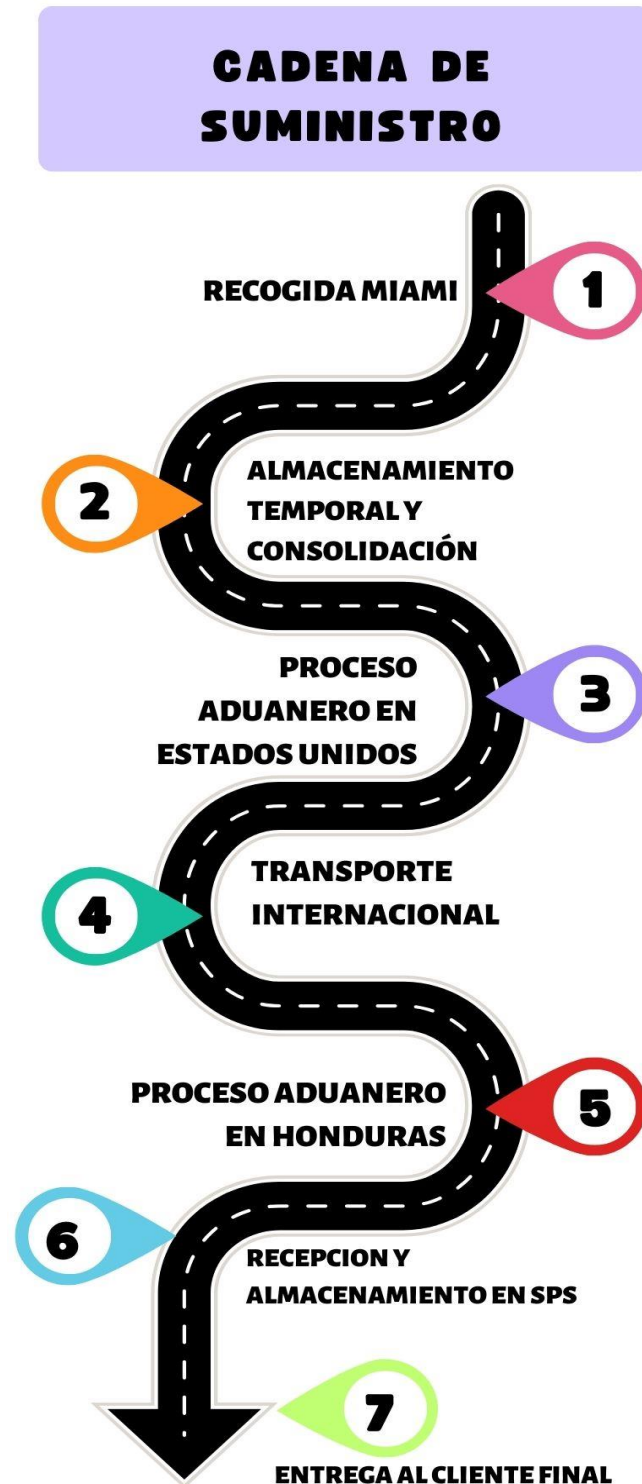 CADENA DE
SUMINISTRO
RECOGIDA MIAMI
1
2
ALMACENAMIENTO
TEMPORAL Y
CONSOLIDACIÓN
PROCESO
ADUANERO EN
ESTADOS UNIDOS
3
4
TRANSPORTE
INTERNACIONAL
PROCESO ADUANERO
EN HONDURAS
5
6
RECEPCION Y
ALMACENAMIENTO EN SPS
7
ENTREGA AL CLIENTE FINAL